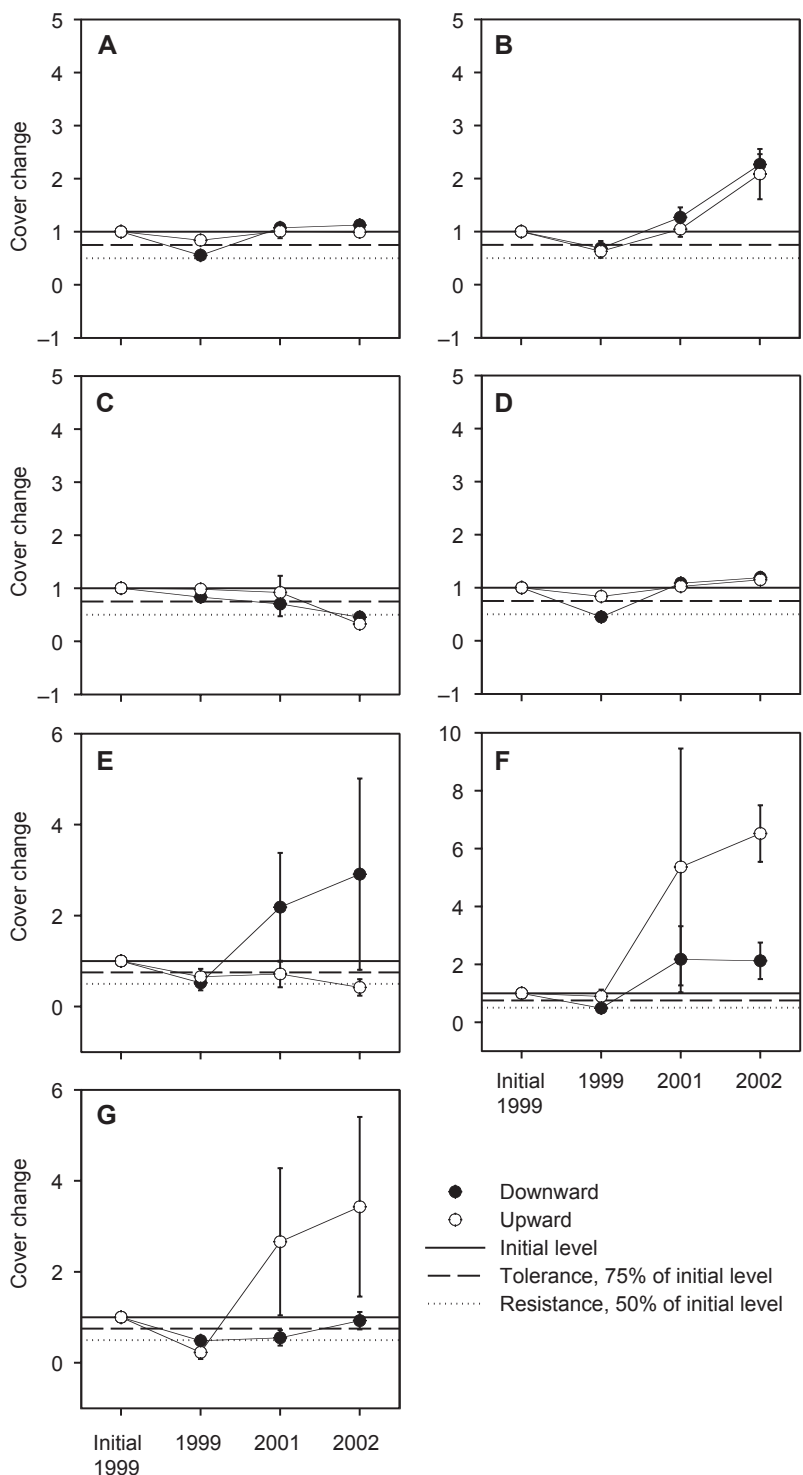 A
5
4
3
2
1
0
–1
Cover change
B
5
4
3
2
1
0
–1
C
5
4
3
2
1
0
–1
Cover change
D
5
4
3
2
1
0
–1
E
6
4
2
0
Cover change
F
10
8
6
4
2
0
Initial
1999
1999
2001
2002
G
6
4
2
0
Cover change
Initial
1999
1999
2001
2002
Downward
Upward
Initial level
Tolerance, 75% of initial level
Resistance, 50% of initial level